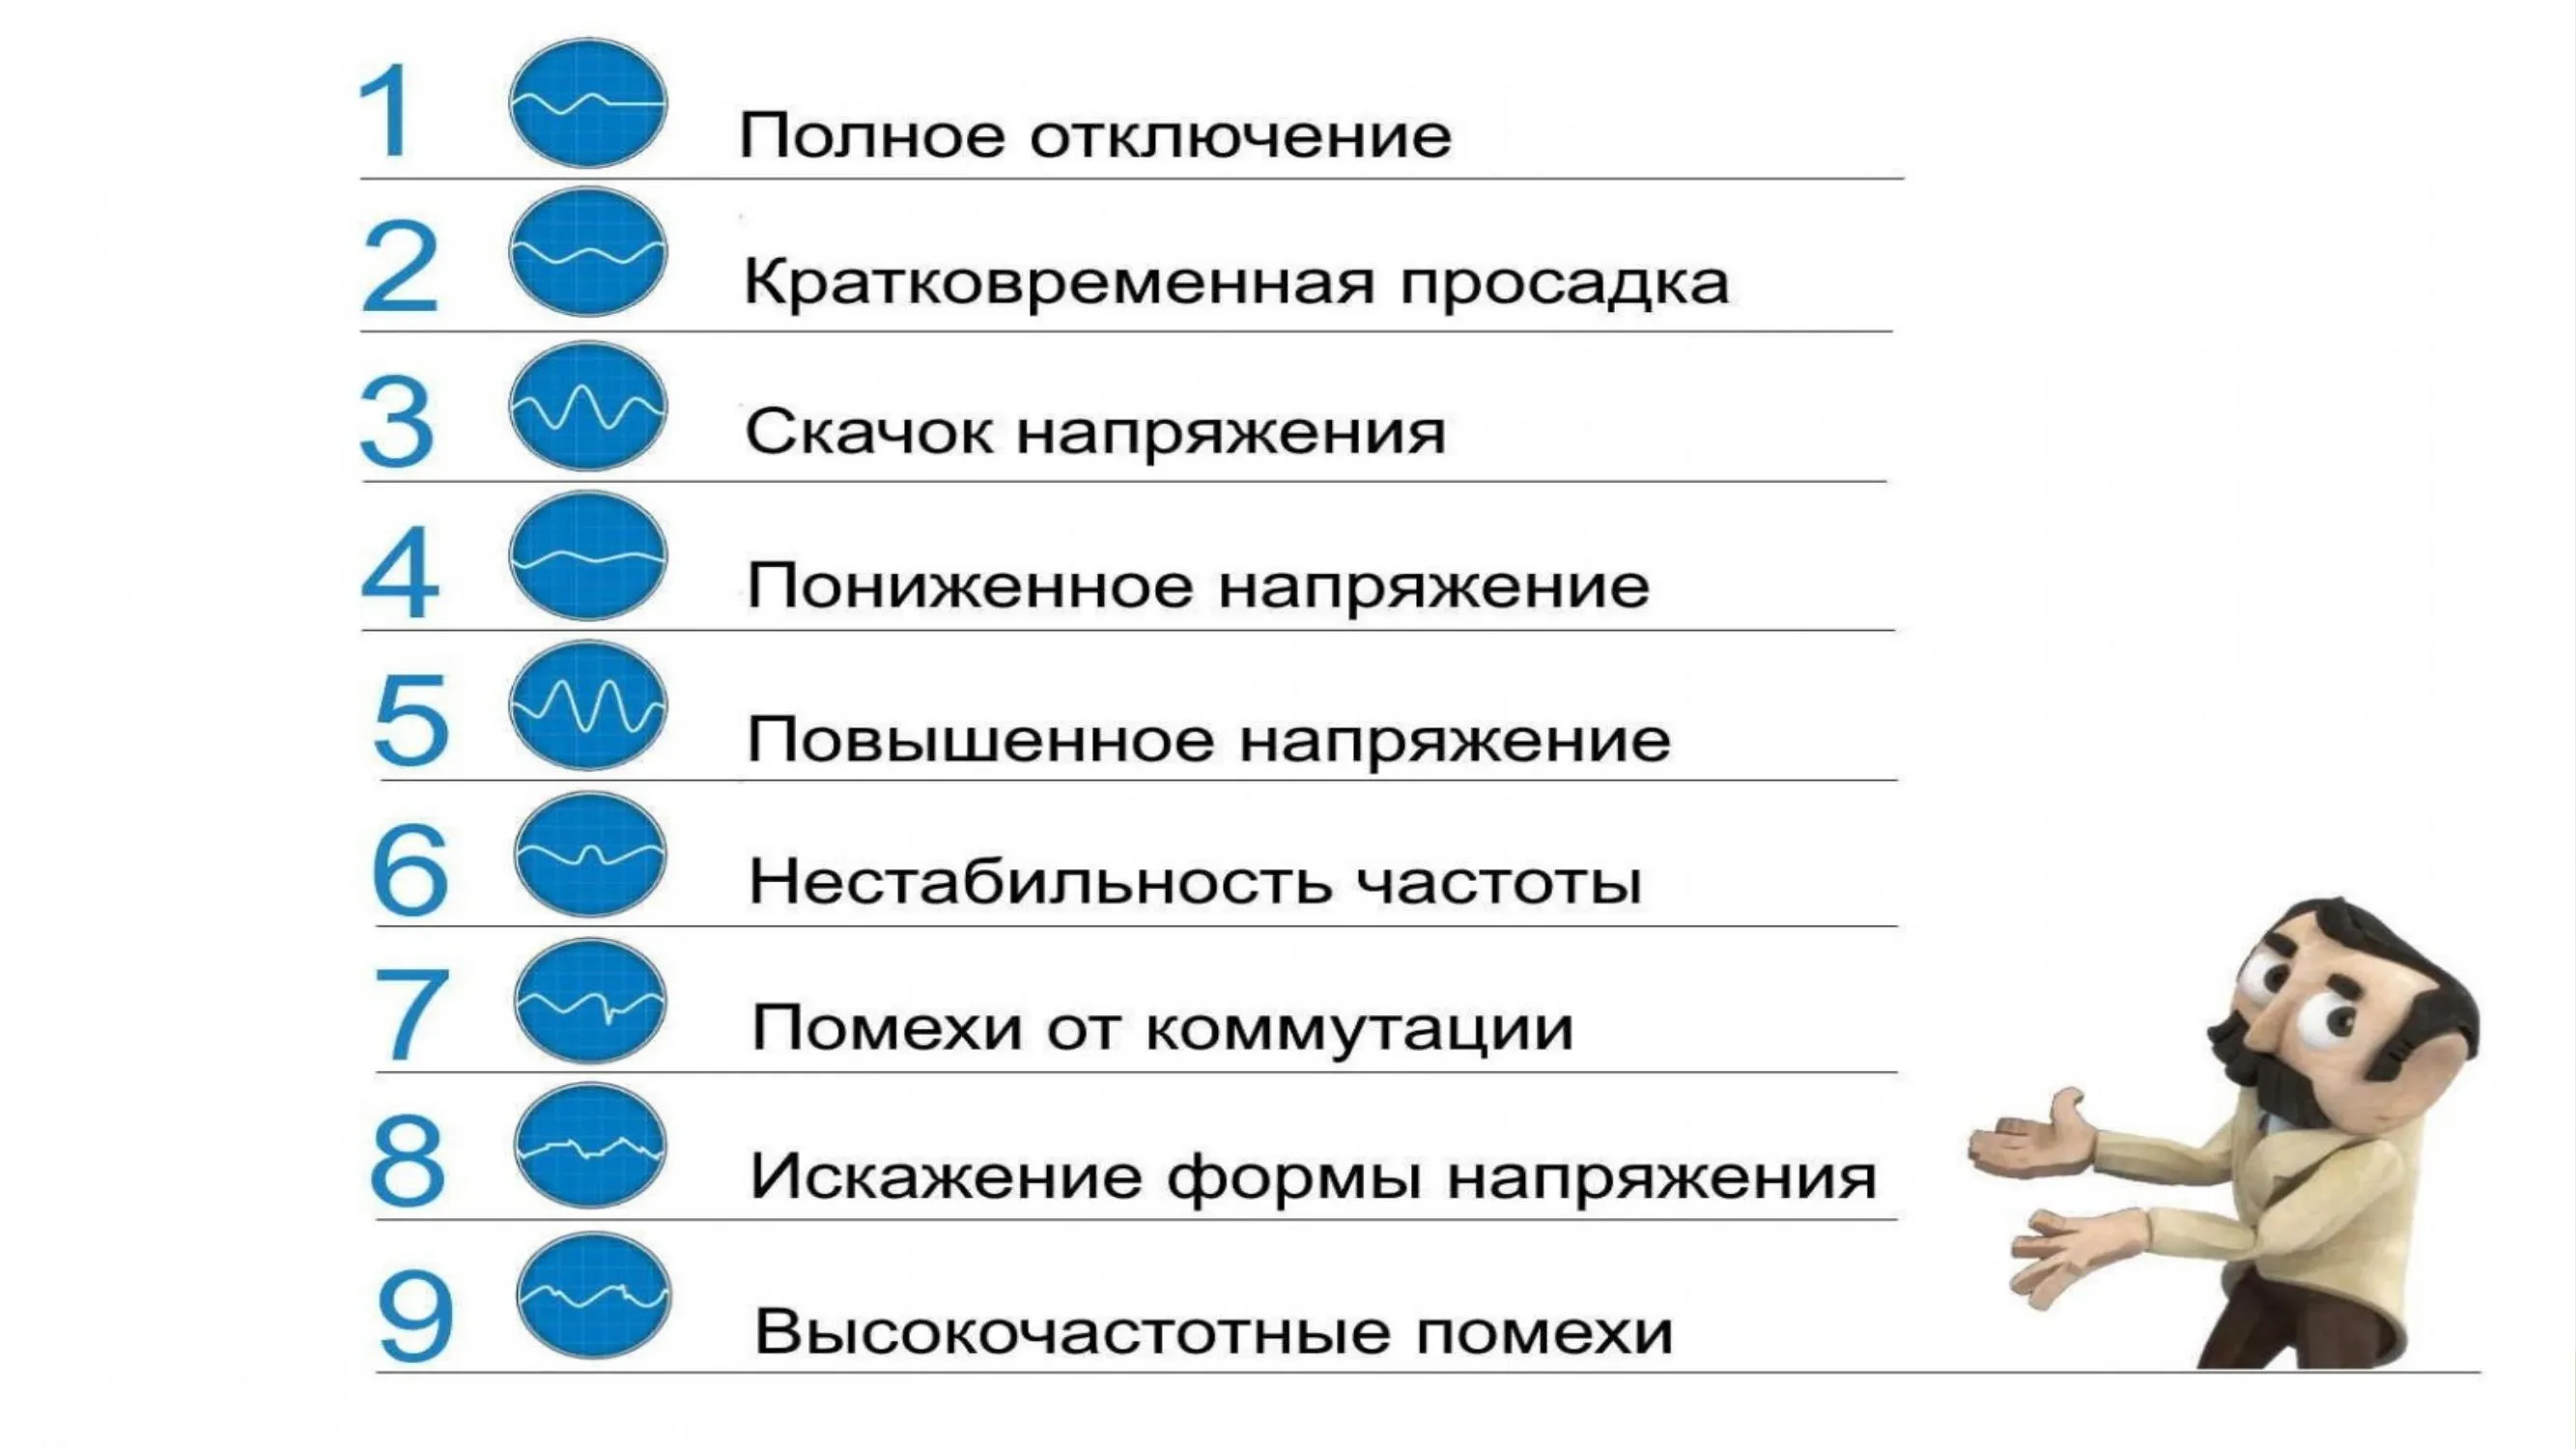 1 Полное отключение
2 Кратковременная просадка
3 Скачок напряжения
4 Пониженное напряжение
5 Повышенное напряжение
6 Нестабильность частоты
7 Помехи от коммутации
8 Искажение формы напряжения
9 Высокочастотные помехи